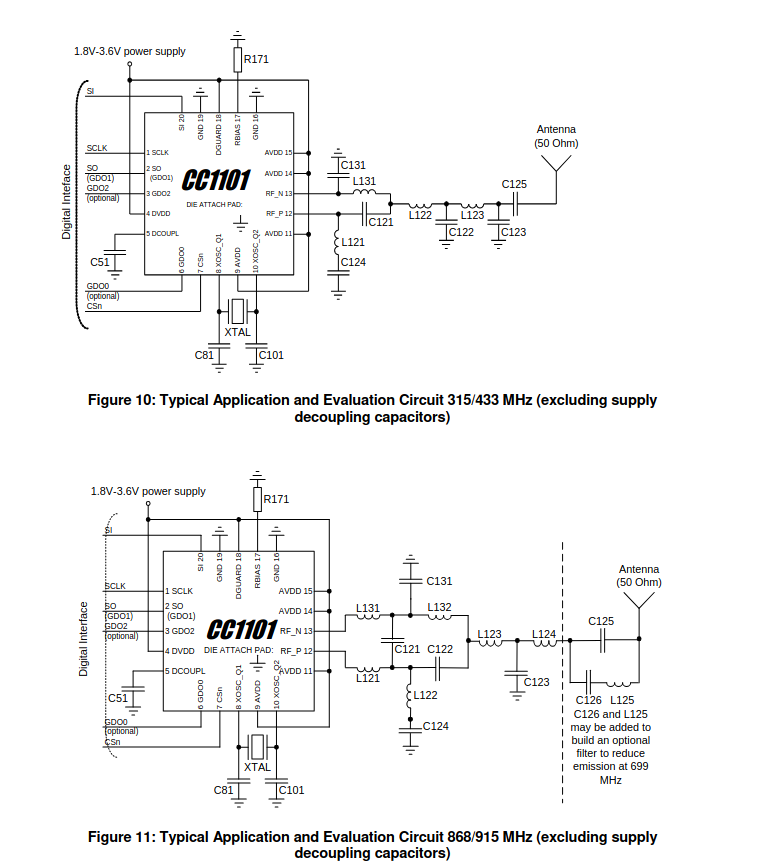 1.8V-3.6V power supply
R171
SI
SI 20
GND 19
DGUARD 18
RBIAS 17
GND 16
Antenna
(50 Ohm)
Digital Inteface
SCLK
1 SCLK
AVDD 15
C131
SO
(GDO1)
2 SO
(GDO1)
CC1101
AVDD 14
L131
C125
GDO2
(optional)
3 GDO2
DIE ATTACH PAD:
RF_N 13
4 DVDD
RF_P 12
C121
L122
L123
C122
C123
5 DCOUPL
AVDD 11
L121
C51
6 GDO0
7 CSn
8 XOSC_Q1
9 AVDD
10 XOSC_Q2
C124
GDO0
(optional)
CSn
XTAL
C81
C101
Figure 10: Typical Application and Evaluation Circuit 315/433 MHz (excluding supply
decoupling capacitors)
1.8V-3.6V power supply
R171
SI
SI 20
GND 19
DGUARD 18
RBIAS 17
GND 16
Antenna
(50 Ohm)
Digital Interface
SCLK
1 SCLK
AVDD 15
C131
SO
(GDO1)
2 SO
(GDO1)
CC1101
AVDD 14
L131
L132
C125
GDO2
(optional)
3 GDO2
RF_N 13
L123
L124
4 DVDD
DIE ATTACH PAD:
RF_P 12
C121
C122
5 DCOUPL
AVDD 11
L121
C123
C51
6 GDO0
7 CSn
8 XOSC_Q1
9 AVDD
10 XOSC_Q2
L122
C126
L125
GDO0
(optional)
CSn
C124
C126 and L125
may be added to
build an optional
filter to reduce
emission at 699
MHz
XTAL
C81
C101
Figure 11: Typical Application and Evaluation Circuit 868/915 MHz (excluding supply
decoupling capacitors)